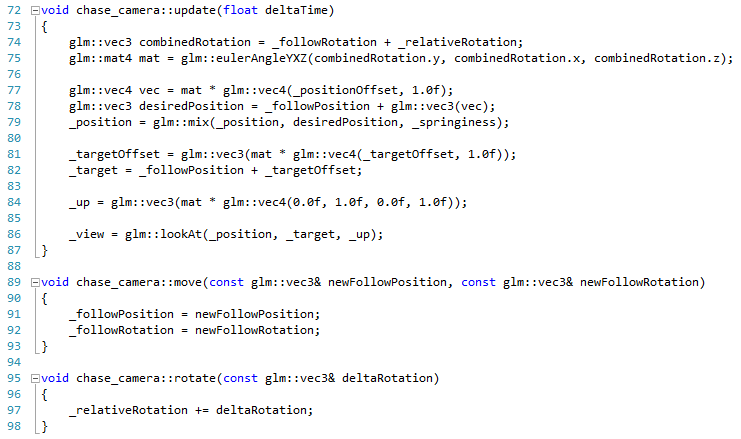 72 void chase_camera::update(float deltaTime)
73 {
74     glm::vec3 combinedRotation = _followRotation + _relativeRotation;
75     glm::mat4 mat = glm::eulerAngleYXZ(combinedRotation.y, combinedRotation.x, combinedRotation.z);
76
77     glm::vec4 vec = mat * glm::vec4(_positionOffset, 1.0f);
78     glm::vec3 desiredPosition = _followPosition + glm::vec3(vec);
79     _position = glm::mix(_position, desiredPosition, _springiness);
80
81     _targetOffset = glm::vec3(mat * glm::vec4(_targetOffset, 1.0f));
82     _target = _followPosition + _targetOffset;
83
84     _up = glm::vec3(mat * glm::vec4(0.0f, 1.0f, 0.0f, 1.0f));
85
86     _view = glm::lookAt(_position, _target, _up);
87 }
88
89 void chase_camera::move(const glm::vec3& newFollowPosition, const glm::vec3& newFollowRotation)
90 {
91     _followPosition = newFollowPosition;
92     _followRotation = newFollowRotation;
93 }
94
95 void chase_camera::rotate(const glm::vec3& deltaRotation)
96 {
97     _relativeRotation += deltaRotation;
98 }